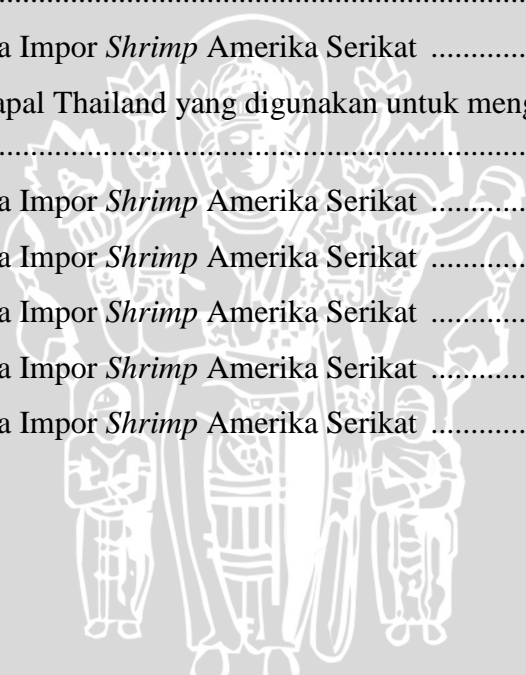 ....................................................................
a Impor Shrimp Amerika Serikat ............
apal Thailand yang digunakan untuk meng
....................................................................
a Impor Shrimp Amerika Serikat ............
a Impor Shrimp Amerika Serikat ............
a Impor Shrimp Amerika Serikat ............
a Impor Shrimp Amerika Serikat ............
a Impor Shrimp Amerika Serikat ............